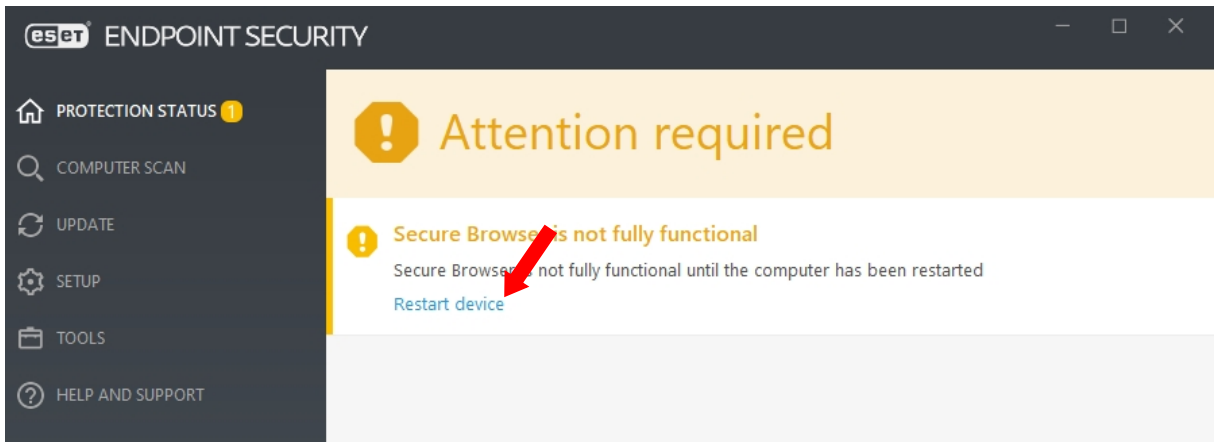 eset ENDPOINT SECURITY
PROTECTION STATUS 1
COMPUTER SCAN
UPDATE
SETUP
TOOLS
HELP AND SUPPORT
Attention required
Secure Browser is not fully functional
Secure Browser is not fully functional until the computer has been restarted
Restart device